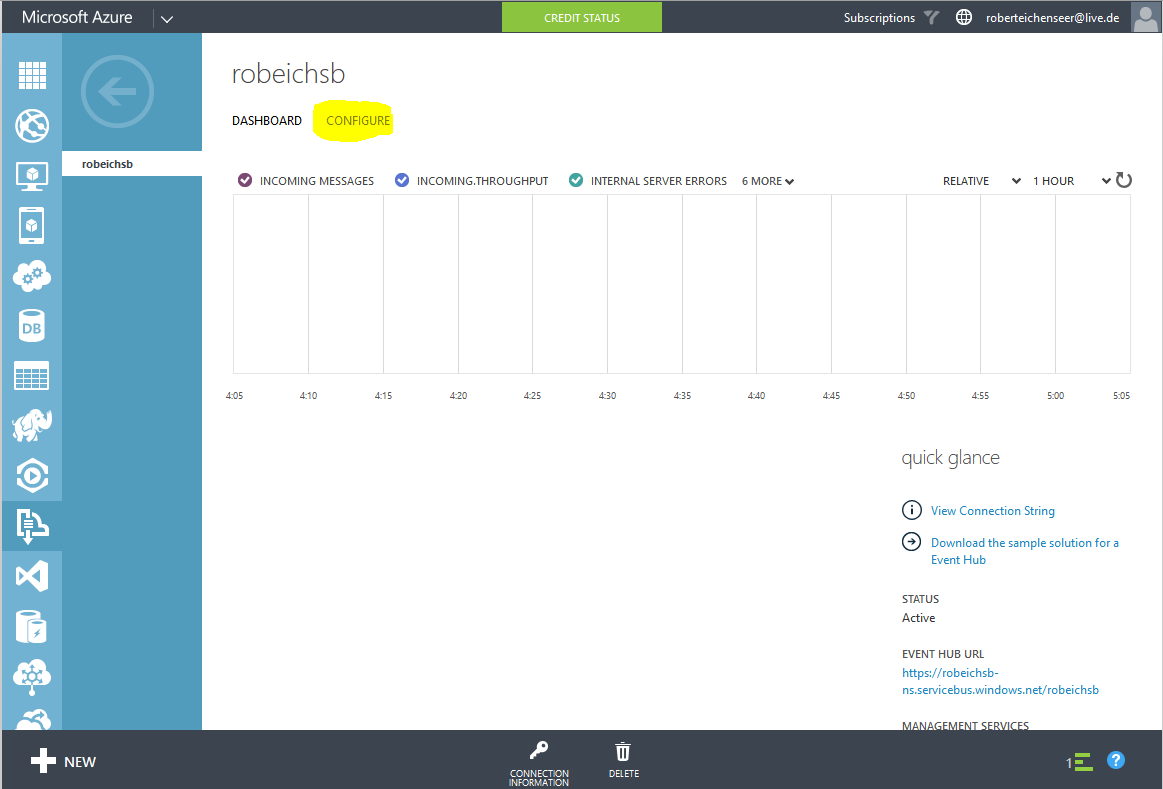 Microsoft Azure
CREDIT STATUS
Subscriptions
roberteichenseer@live.de
robeichsb
robeichsb
DASHBOARD CONFIGURE
INCOMING MESSAGES INCOMING.THROUGHPUT INTERNAL SERVER ERRORS 6 MORE RELATIVE 1 HOUR
4:05 4:10 4:15 4:20 4:25 4:30 4:35 4:40 4:45 4:50 4:55 5:00 5:05
DB
quick glance
View Connection String
Download the sample solution for a
Event Hub
STATUS
Active
EVENT HUB URL
https://robeichsb-
ns.servicebus.windows.net/robeichsb
MANAGEMENT SERVICES
NEW
CONNECTION
INFORMATION
DELETE
1
?